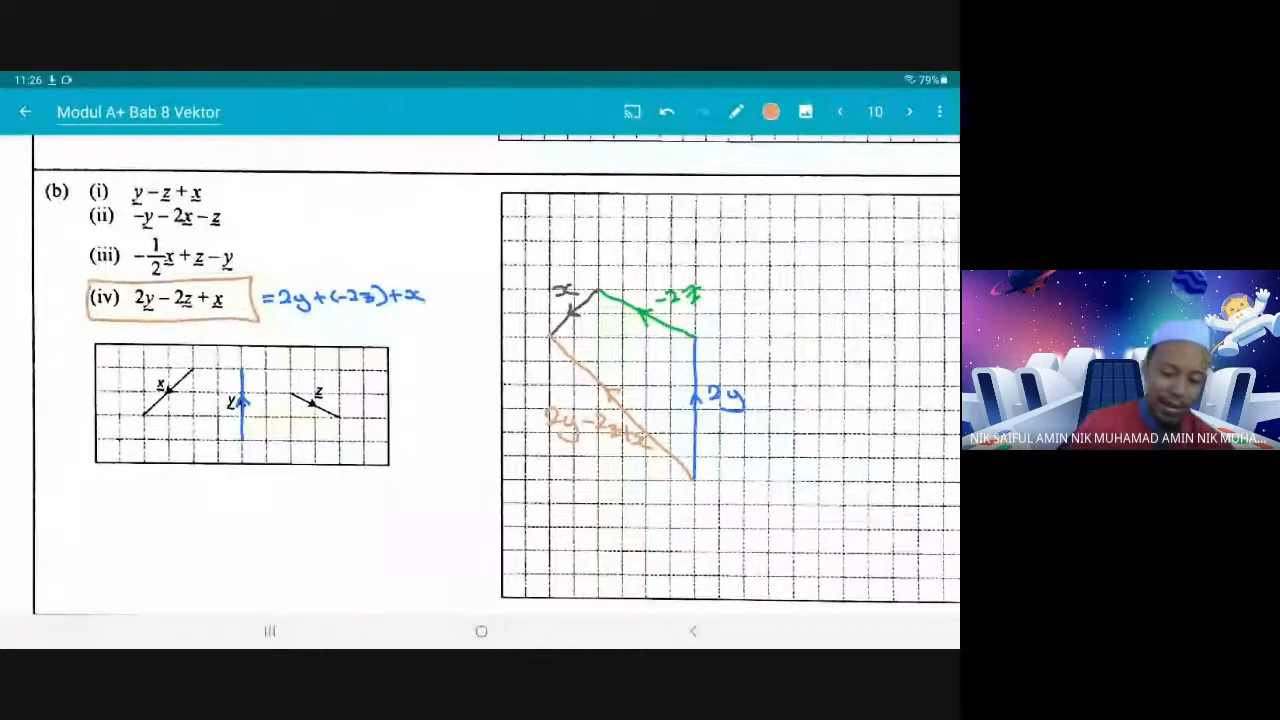 11:26 79%
Modul A+ Bab 8 Vektor 10
(b) (i) y - z + x
(ii) -y - 2x - z
(iii) -1/2x + z - y
(iv) 2y - 2z + x = 2y + (-2z) + x
x y z
x -2z
2y
2y - 2z + x
NIK SAIFUL AMIN NIK MUHAMAD AMIN NIK MUHA...